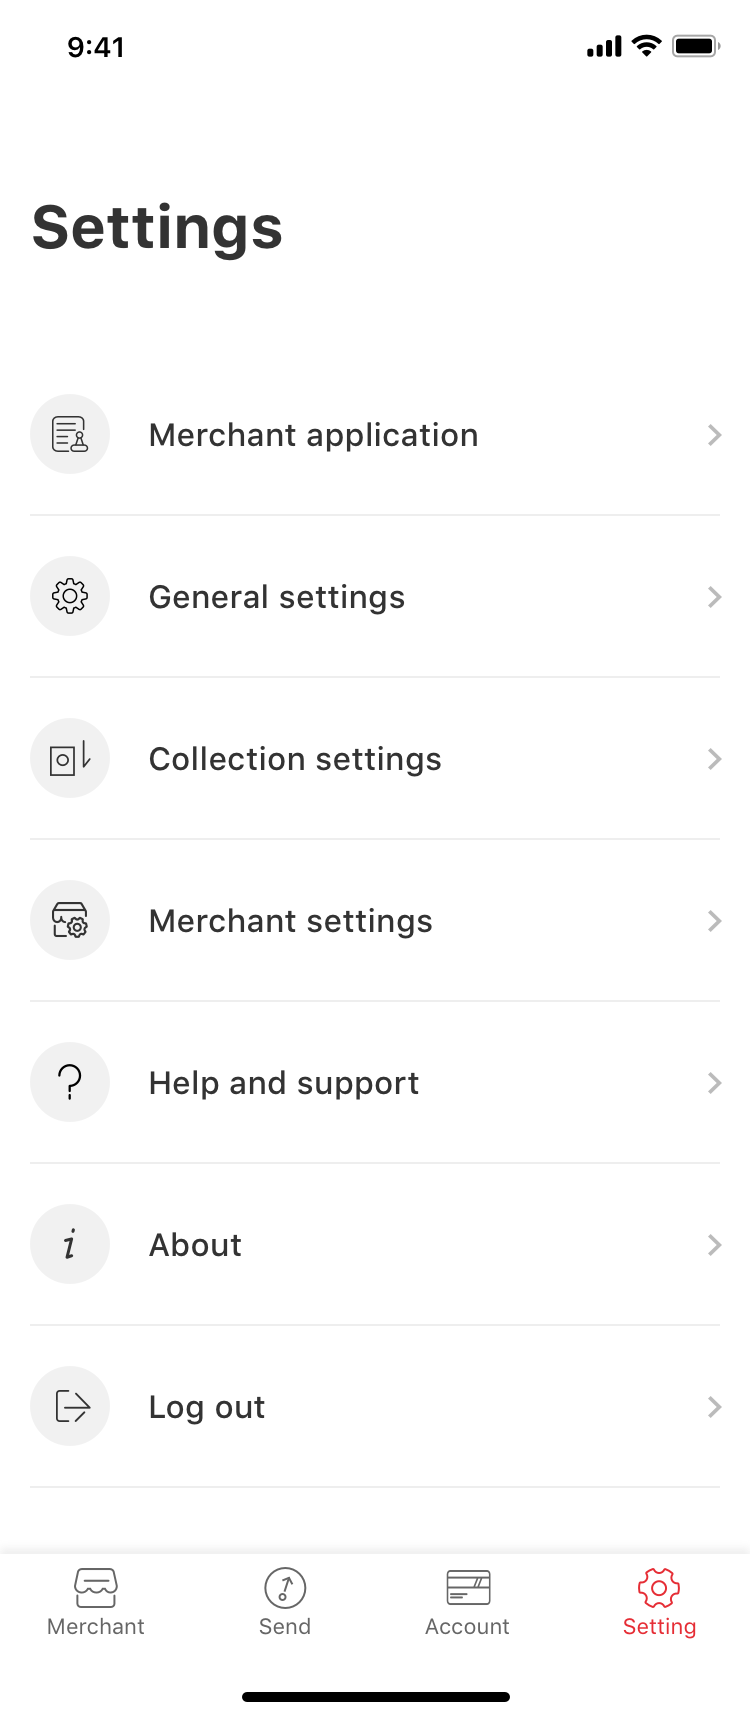 9:41
Settings
Merchant application
General settings
Collection settings
Merchant settings
Help and support
About
Log out
Merchant Send Account Setting